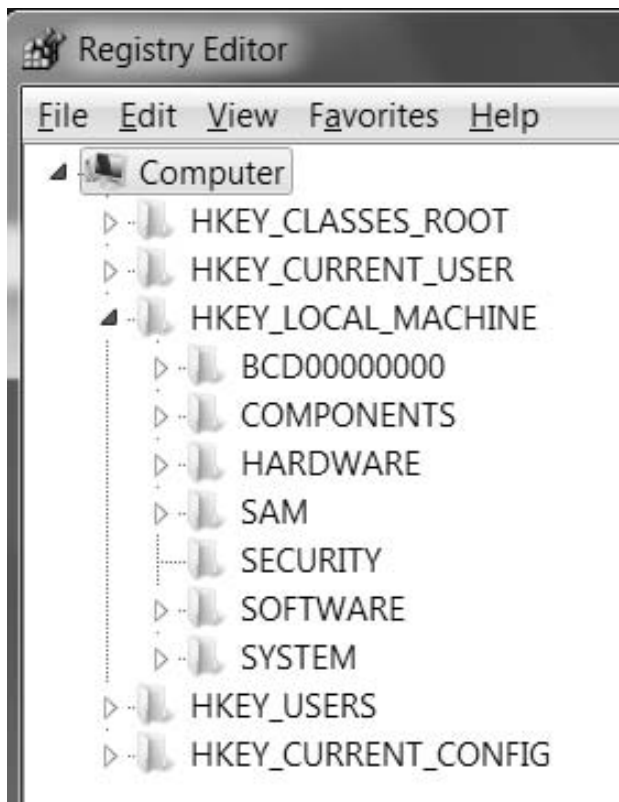 Registry Editor
File Edit View Favorites Help
Computer
HKEY_CLASSES_ROOT
HKEY_CURRENT_USER
HKEY_LOCAL_MACHINE
BCD00000000
COMPONENTS
HARDWARE
SAM
SECURITY
SOFTWARE
SYSTEM
HKEY_USERS
HKEY_CURRENT_CONFIG